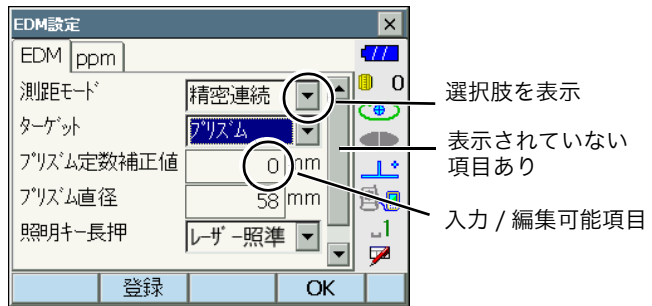 EDM設定
EDM ppm
測距モード 精密連続 0
ターゲット プリズム
プリズム定数補正値 0 mm
プリズム直径 58 mm
照明キー長押 レーザー照準 1
登録 OK
選択肢を表示
表示されていない
項目あり
入力 / 編集可能項目